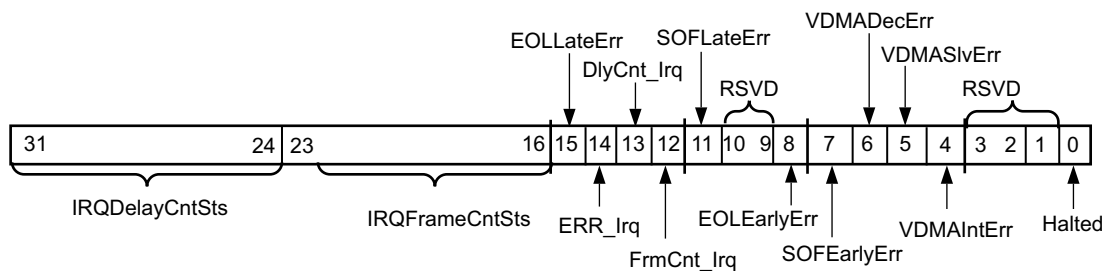 VDMADecErr
EOLLateErr SOFLateErr
VDMASlvErr
DlyCnt_Irq
RSVD RSVD
31 24 23 16 15 14 13 12 11 10 9 8 7 6 5 4 3 2 1 0
IRQDelayCntSts IRQFrameCntSts ERR_Irq EOLEarlyErr VDMAIntErr Halted
FrmCnt_Irq SOFEarlyErr